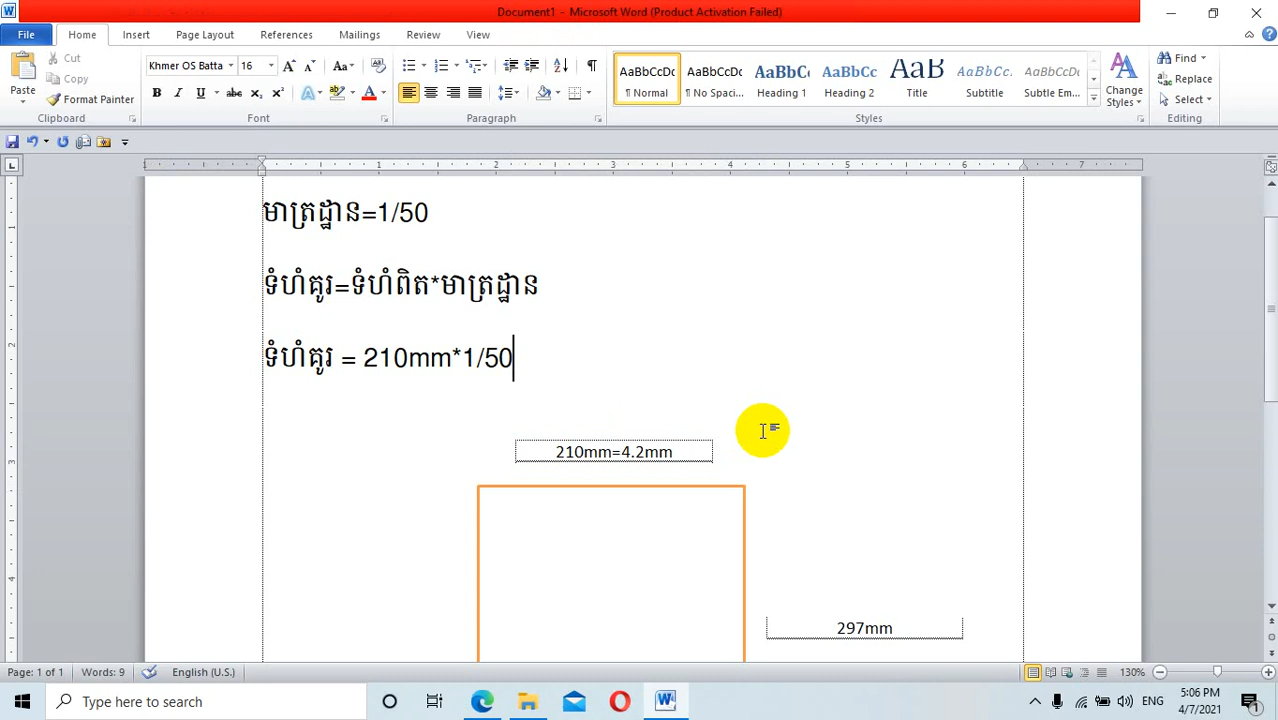 Document1 - Microsoft Word (Product Activation Failed)
File Home Insert Page Layout References Mailings Review View
Paste
Cut
Copy
Format Painter
Clipboard
Khmer OS Batta 16
Font
Paragraph
AaBbCcDc AaBbCcDc AaBbC AaBbCc AaB AaBbCcL AaBbCcDc
¶ Normal ¶ No Spaci... Heading 1 Heading 2 Title Subtitle Subtle Em...
Styles
Change Styles
Find
Replace
Select
Editing
មាត្រដ្ឋាន=1/50
ទំហំគូរ=ទំហំពិត*មាត្រដ្ឋាន
ទំហំគូរ = 210mm*1/50
210mm=4.2mm
297mm
Page: 1 of 1 Words: 9 English (U.S.) 130%
Type here to search
ENG
5:06 PM
4/7/2021